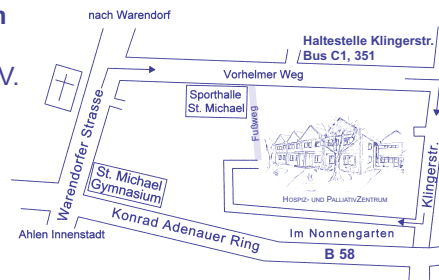 n
nach Warendorf
V.
Haltestelle Klingerstr.
Bus C1, 351
Vorhelmer Weg
Sporthalle
St. Michael
Fußweg
Warendorfer Strasse
St. Michael
Gymnasium
Klingerstr.
HOSPIZ- UND PALLIATIVZENTRUM
Konrad Adenauer Ring
Im Nonnengarten
Ahlen Innenstadt
B 58